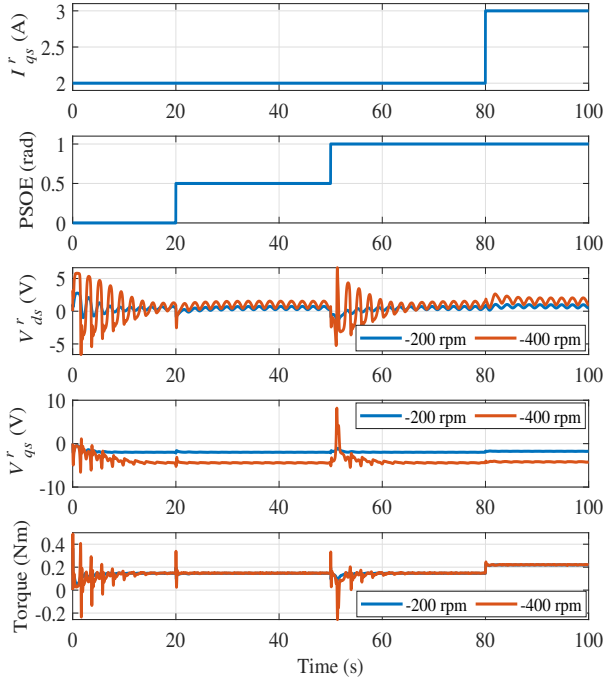 I^r_qs (A)
3
2.5
2
0 20 40 60 80 100
PSOE (rad)
1
0.5
0
0 20 40 60 80 100
V^r_ds (V)
5
0
-5
-200 rpm -400 rpm
0 20 40 60 80 100
V^r_qs (V)
10
0
-10
-200 rpm -400 rpm
0 20 40 60 80 100
Torque (Nm)
0.4
0.2
0
-0.2
-200 rpm -400 rpm
0 20 40 60 80 100
Time (s)